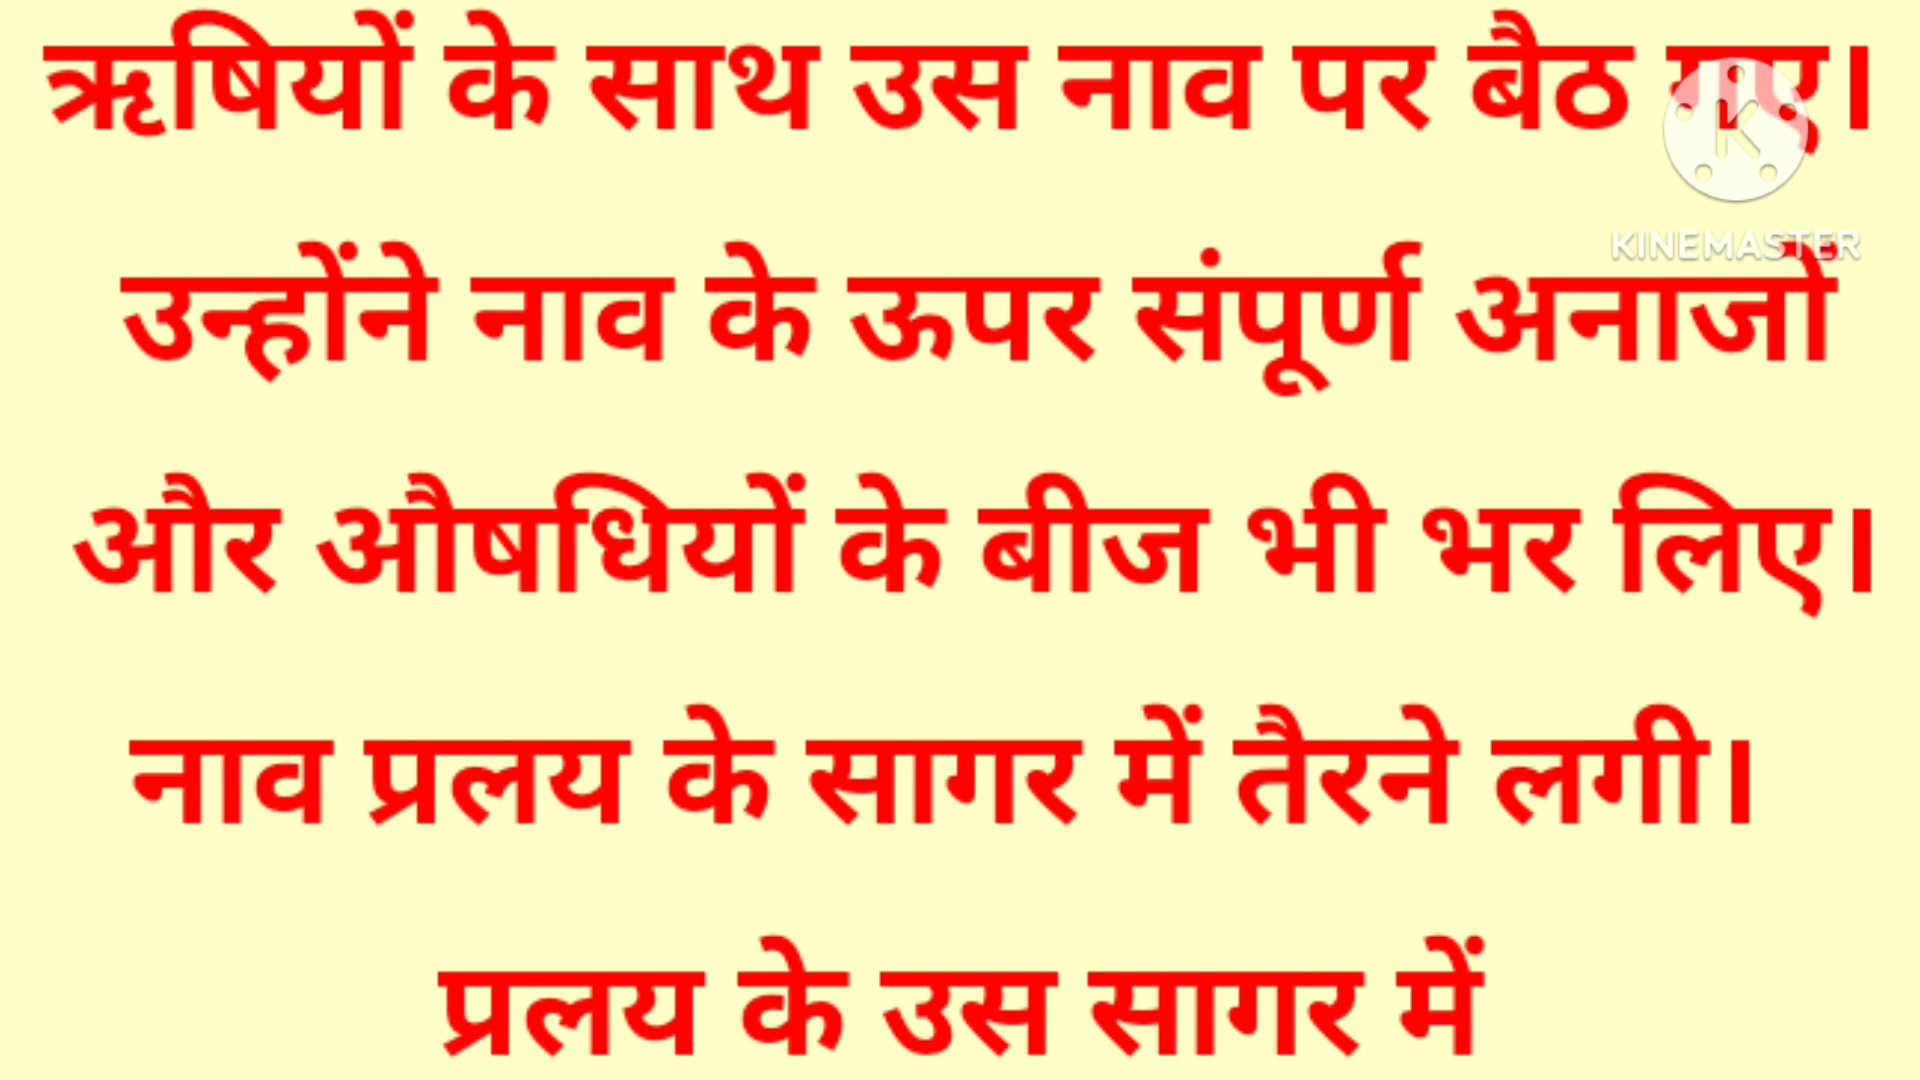 ऋषियों के साथ उस नाव पर बैठ गए।
KINEMASTER
उन्होंने नाव के ऊपर संपूर्ण अनाजो
और औषधियों के बीज भी भर लिए।
नाव प्रलय के सागर में तैरने लगी।
प्रलय के उस सागर में